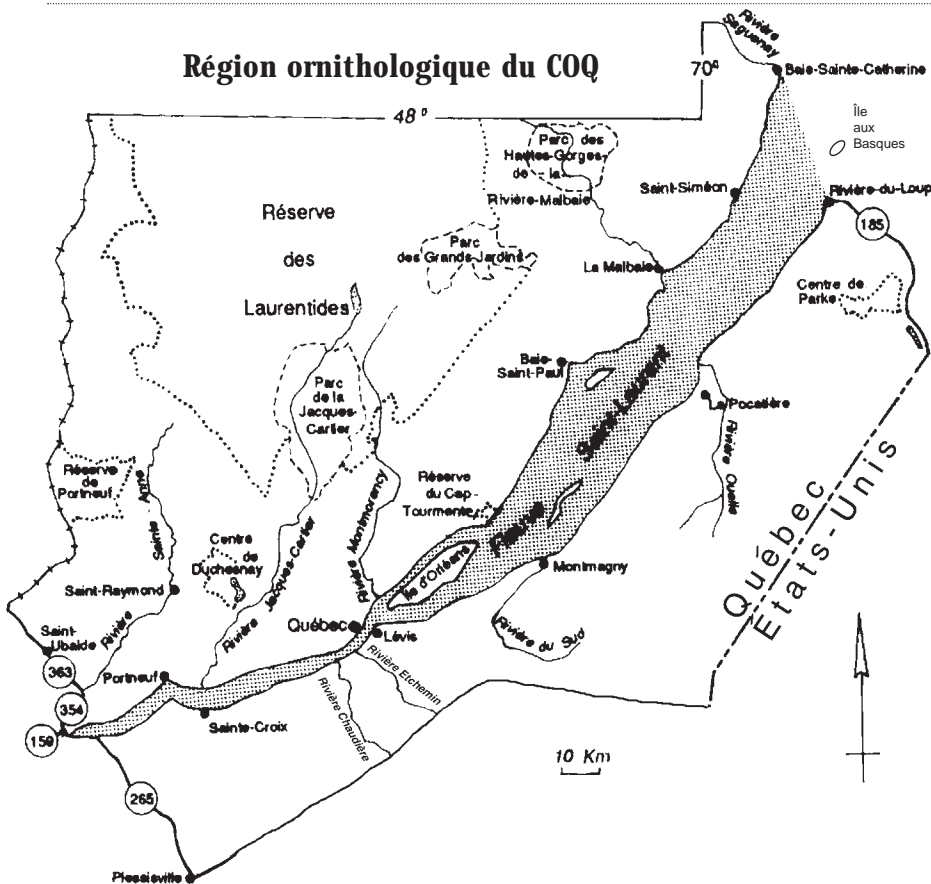 Région ornithologique du COQ
Rivière
Saguenay
70°
Baie-Sainte-Catherine
48°
Île
aux
Basques
Parc des
Hautes-Gorges-
de-la-
Rivière-Malbaie
Saint-Siméon
Rivière-du-Loup
185
Réserve
des
Laurentides
Parc
des Grands-Jardins
La Malbaie
Centre de
Parke
Baie-
Saint-Paul
Parc
de la
Jacques-
Cartier
La Pocatière
Fleuve Saint-Laurent
Rivière Ouelle
Réserve
de
Portneuf
Rivière Sainte-Anne
Rivière Montmorency
Réserve
du Cap-
Tourmente
Centre
de
Duchesnay
Rivière Jacques-Cartier
Île d'Orléans
Montmagny
Québec
États-Unis
Saint-Raymond
Québec
Lévis
Rivière du Sud
Saint-
Ubalde
363
Portneuf
354
159
Sainte-Croix
Rivière Etchemin
Rivière Chaudière
10 Km
265
Plessisville